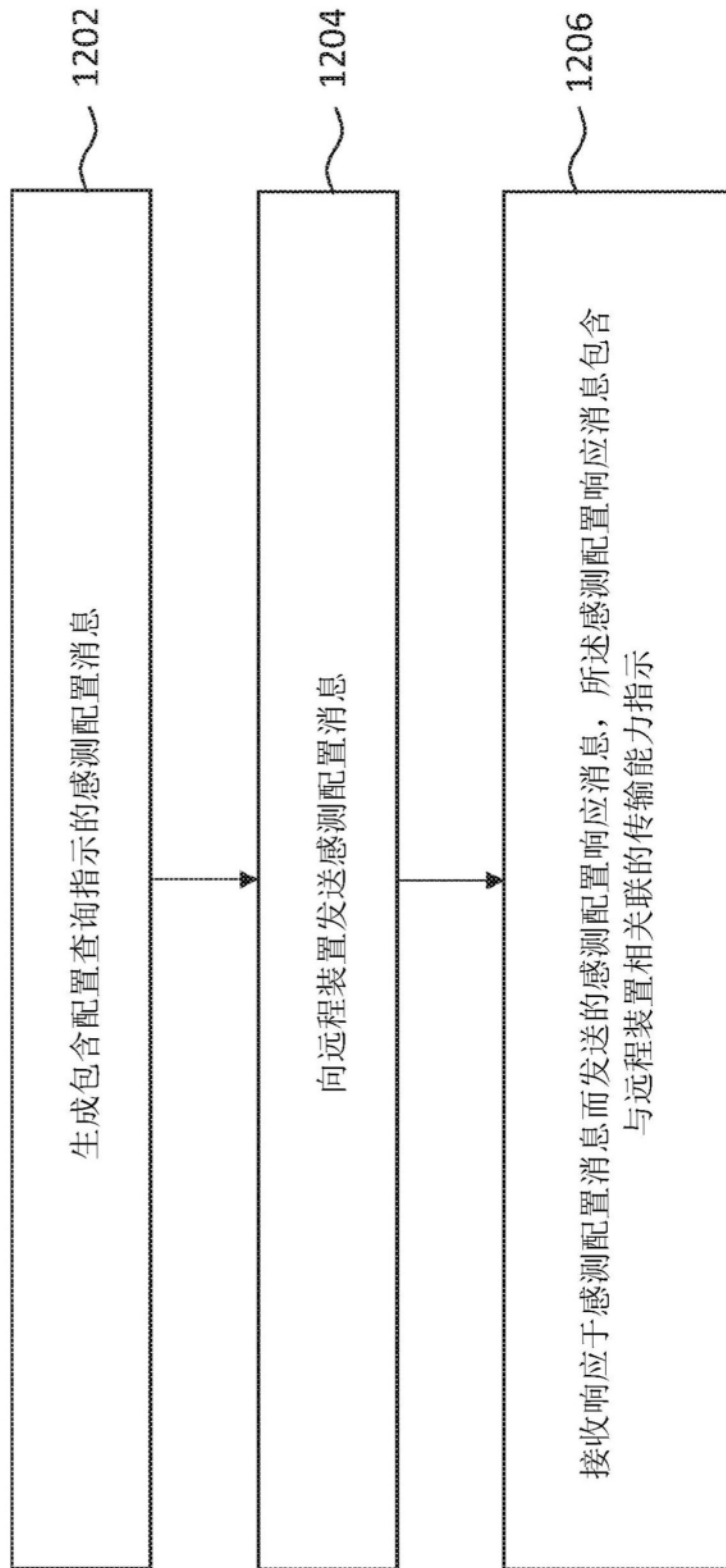 生成包含配置查询指示的感测配置消息
1202
向远程装置发送感测配置消息
1204
接收响应于感测配置消息而发送的感测配置响应消息，所述感测配置响应消息包含
与远程装置相关联的传输能力指示
1206